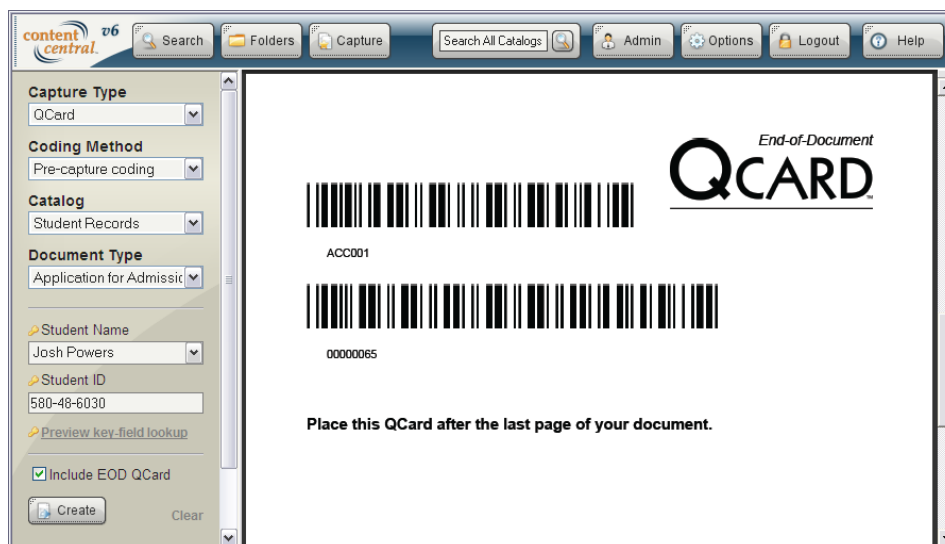 content central. v6
Search
Folders
Capture
Search All Catalogs
Admin
Options
Logout
Help
Capture Type
QCard
Coding Method
Pre-capture coding
Catalog
Student Records
Document Type
Application for Admissic
Student Name
Josh Powers
Student ID
580-48-6030
Preview key-field lookup
Include EOD QCard
Create
Clear
End-of-Document
QCARD™
ACC001
00000065
Place this QCard after the last page of your document.